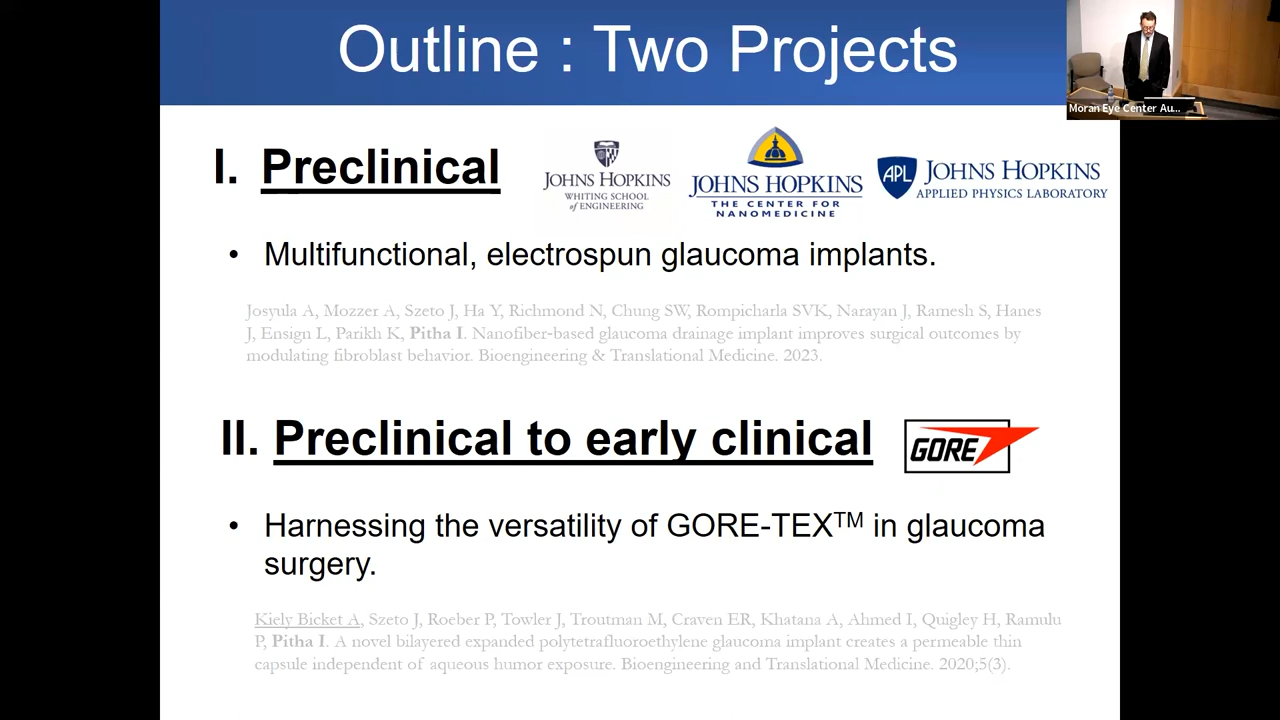 Outline : Two Projects
Moran Eye Center Au...
I. Preclinical
JOHNS HOPKINS
WHITING SCHOOL
of ENGINEERING
JOHNS HOPKINS
THE CENTER FOR
NANOMEDICINE
APL
JOHNS HOPKINS
APPLIED PHYSICS LABORATORY
• Multifunctional, electrospun glaucoma implants.
Josyula A, Mozzer A, Szeto J, Ha Y, Richmond N, Chung SW, Rompicharla SVK, Narayan J, Ramesh S, Hanes
J, Ensign L, Parikh K, Pitha I. Nanofiber-based glaucoma drainage implant improves surgical outcomes by
modulating fibroblast behavior. Bioengineering & Translational Medicine. 2023.
II. Preclinical to early clinical
GORE
• Harnessing the versatility of GORE-TEX™ in glaucoma
surgery.
Kiely Bicket A, Szeto J, Roeber P, Towler J, Troutman M, Craven ER, Khatana A, Ahmed I, Quigley H, Ramulu
P, Pitha I. A novel bilayered expanded polytetrafluoroethylene glaucoma implant creates a permeable thin
capsule independent of aqueous humor exposure. Bioengineering and Translational Medicine. 2020;5(3).